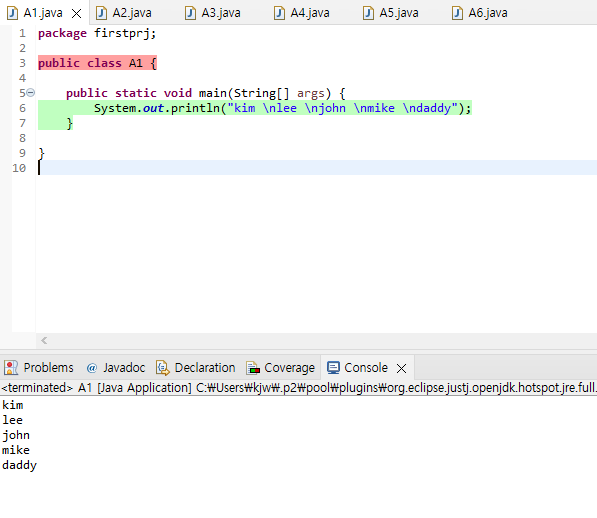 A1.java A2.java A3.java A4.java A5.java A6.java
1 package firstprj;
2
3 public class A1 {
4
5 public static void main(String[] args) {
6 System.out.println("kim \nlee \njohn \nmike \ndaddy");
7 }
8
9 }
10
Problems Javadoc Declaration Coverage Console
<terminated> A1 [Java Application] C:₩Users₩kjw₩.p2₩pool₩plugins₩org.eclipse.justj.openjdk.hotspot.jre.full.
kim
lee
john
mike
daddy